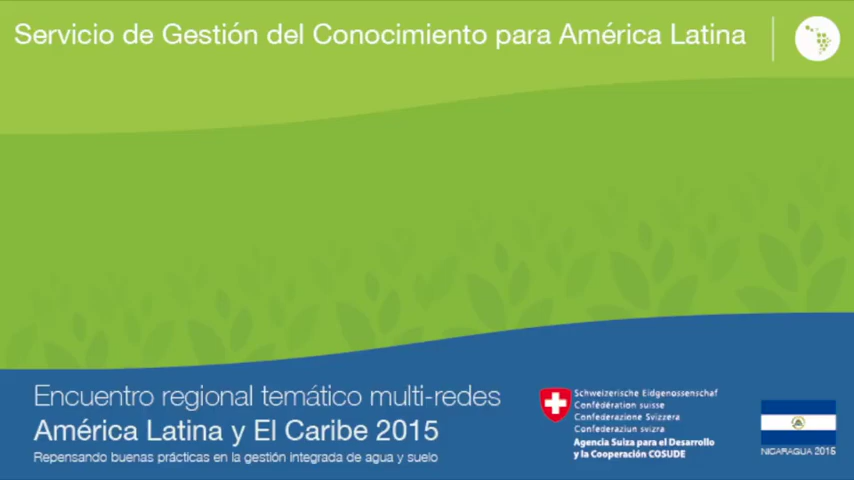 Servicio de Gestión del Conocimiento para América Latina
Encuentro regional temático multi-redes
América Latina y El Caribe 2015
Repensando buenas prácticas en la gestión integrada de agua y suelo
Schweizerische Eidgenossenschaf
Confédération suisse
Confederazione Svizzera
Confederaziun svizra
Agencia Suiza para el Desarrollo
y la Cooperación COSUDE
NICARAGUA 2015